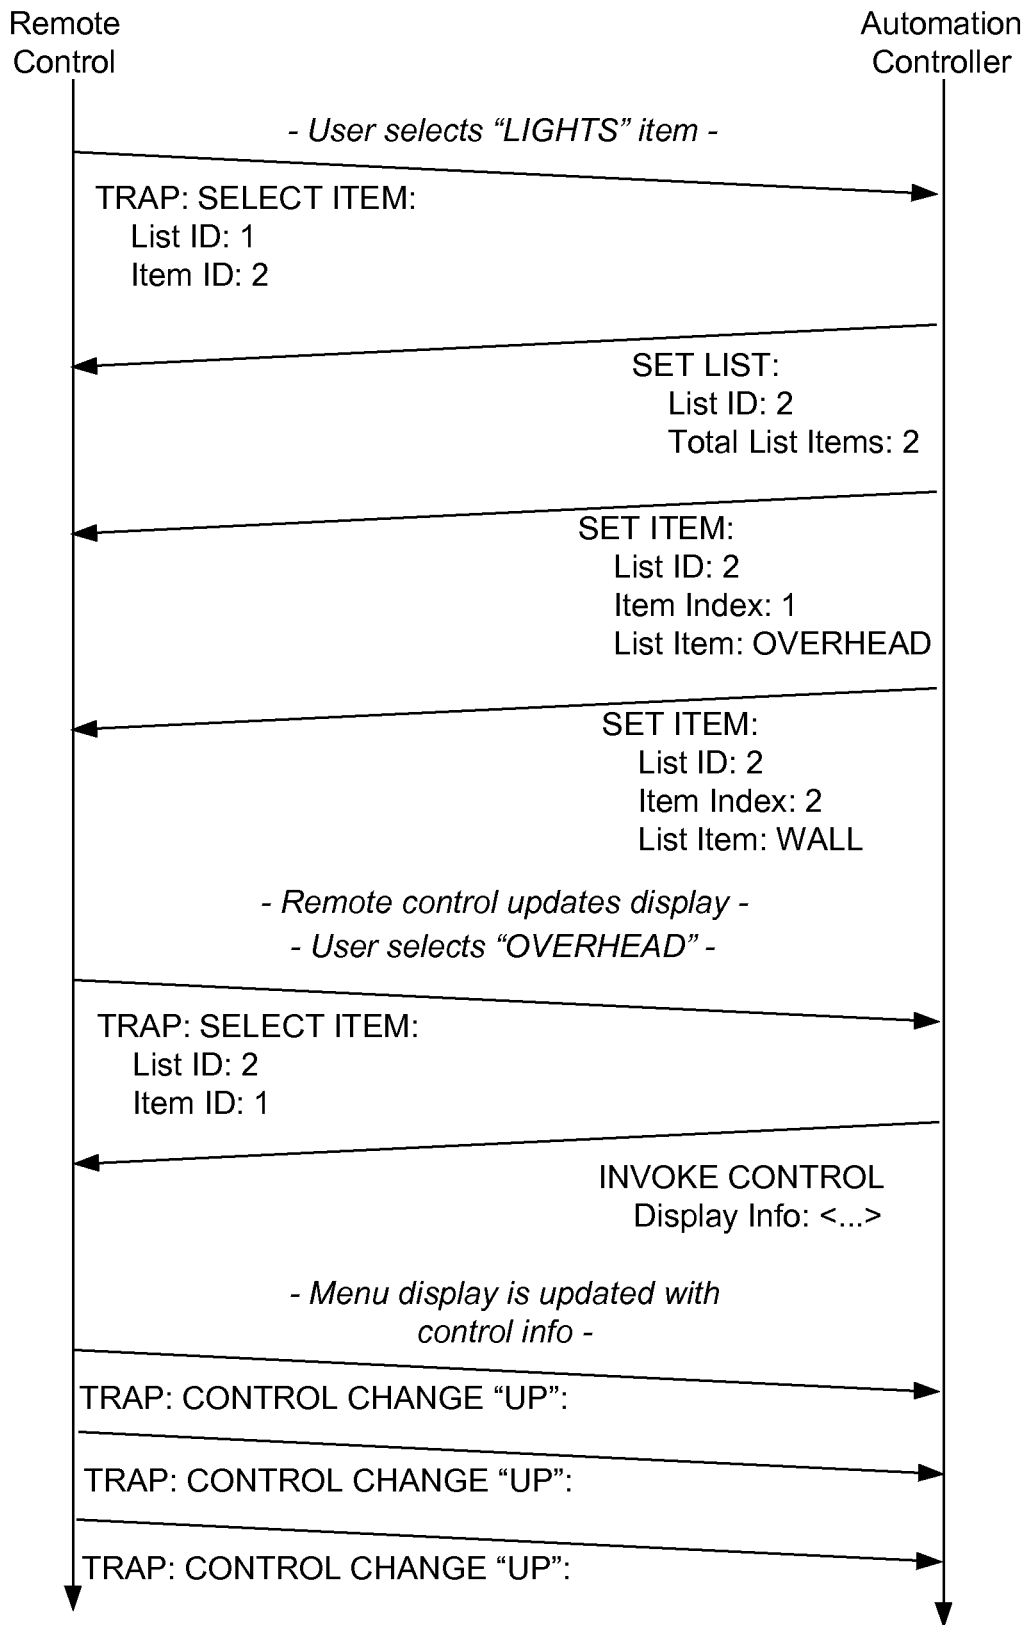 Remote
Control
Automation
Controller
- User selects “LIGHTS” item -
TRAP: SELECT ITEM:
List ID: 1
Item ID: 2
SET LIST:
List ID: 2
Total List Items: 2
SET ITEM:
List ID: 2
Item Index: 1
List Item: OVERHEAD
SET ITEM:
List ID: 2
Item Index: 2
List Item: WALL
- Remote control updates display -
- User selects “OVERHEAD” -
TRAP: SELECT ITEM:
List ID: 2
Item ID: 1
INVOKE CONTROL
Display Info: <...>
- Menu display is updated with
control info -
TRAP: CONTROL CHANGE “UP”:
TRAP: CONTROL CHANGE “UP”:
TRAP: CONTROL CHANGE “UP”: